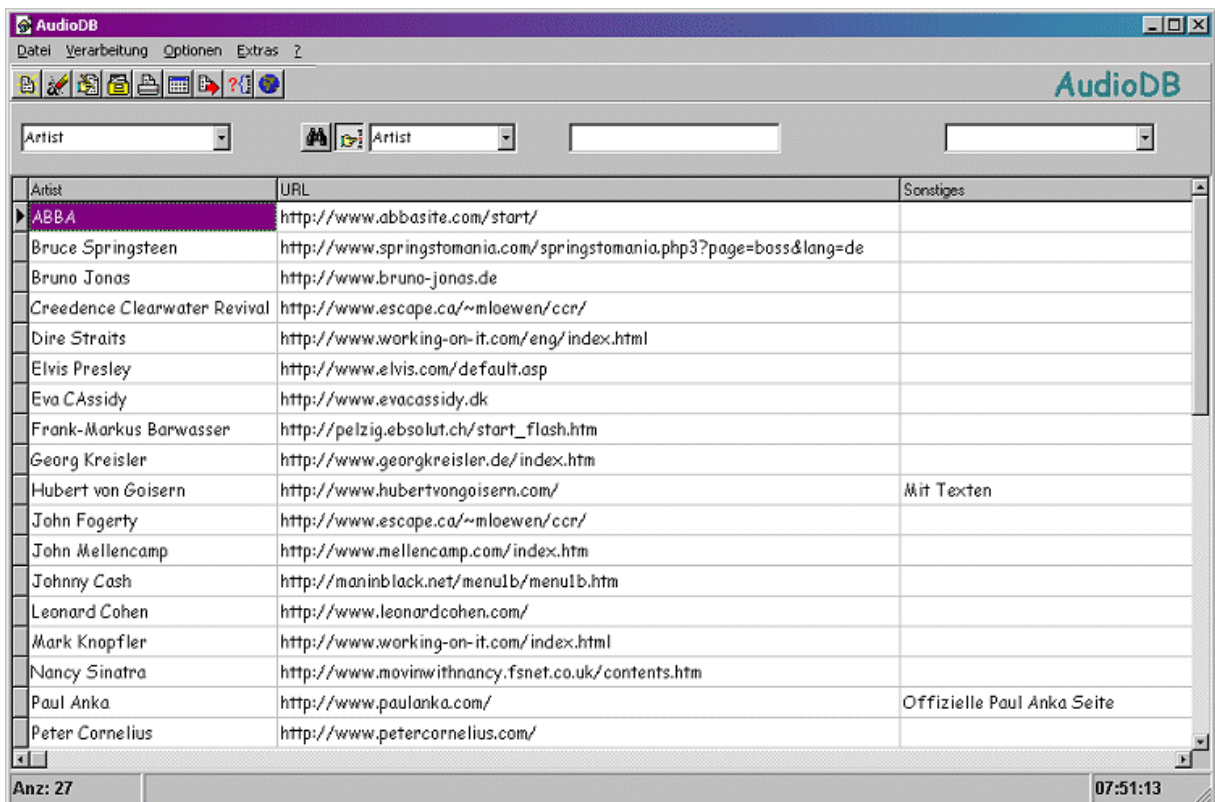 AudioDB
Datei Verarbeitung Optionen Extras ?
AudioDB
Artist Artist
Artist URL Sonstiges
ABBA http://www.abbasite.com/start/
Bruce Springsteen http://www.springstomania.com/springstomania.php3?page=boss&lang=de
Bruno Jonas http://www.bruno-jonas.de
Creedence Clearwater Revival http://www.escape.ca/~mloewen/ccr/
Dire Straits http://www.working-on-it.com/eng/index.html
Elvis Presley http://www.elvis.com/default.asp
Eva CAssidy http://www.evacassidy.dk
Frank-Markus Barwasser http://pelzig.ebsolut.ch/start_flash.htm
Georg Kreisler http://www.georgkreisler.de/index.htm
Hubert von Goisern http://www.hubertvongoisern.com/ Mit Texten
John Fogerty http://www.escape.ca/~mloewen/ccr/
John Mellencamp http://www.mellencamp.com/index.htm
Johnny Cash http://maninblack.net/menu1b/menu1b.htm
Leonard Cohen http://www.leonardcohen.com/
Mark Knopfler http://www.working-on-it.com/index.html
Nancy Sinatra http://www.movinwithnancy.fsnet.co.uk/contents.htm
Paul Anka http://www.paulanka.com/ Offizielle Paul Anka Seite
Peter Cornelius http://www.petercornelius.com/
Anz: 27 07:51:13